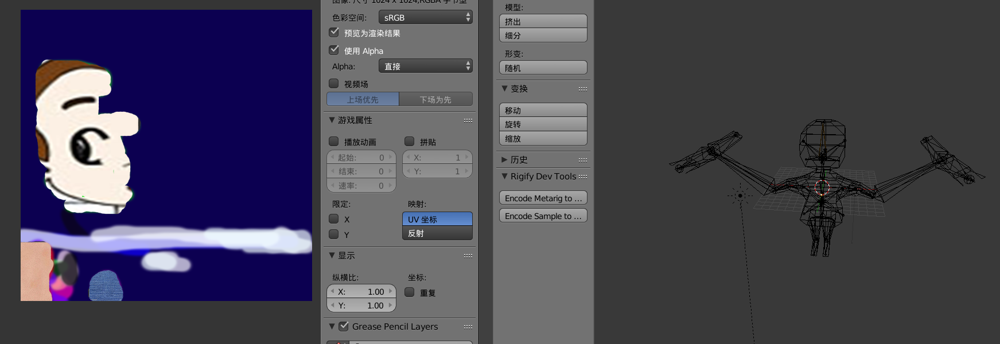 图像: 尺寸 1024 x 1024,RGBA 字节型
色彩空间: sRGB
预览为渲染结果
使用 Alpha
Alpha: 直接
视频场
上场优先 下场为先
游戏属性
播放动画 拼贴
起始: 0 X: 1
结束: 0 Y: 1
速率: 0
限定: 映射:
X UV 坐标
Y 反射
显示
纵横比: 坐标:
X: 1.00 重复
Y: 1.00
Grease Pencil Layers
模型:
挤出
细分
形变:
随机
变换
移动
旋转
缩放
历史
Rigify Dev Tools
Encode Metarig to ...
Encode Sample to ...